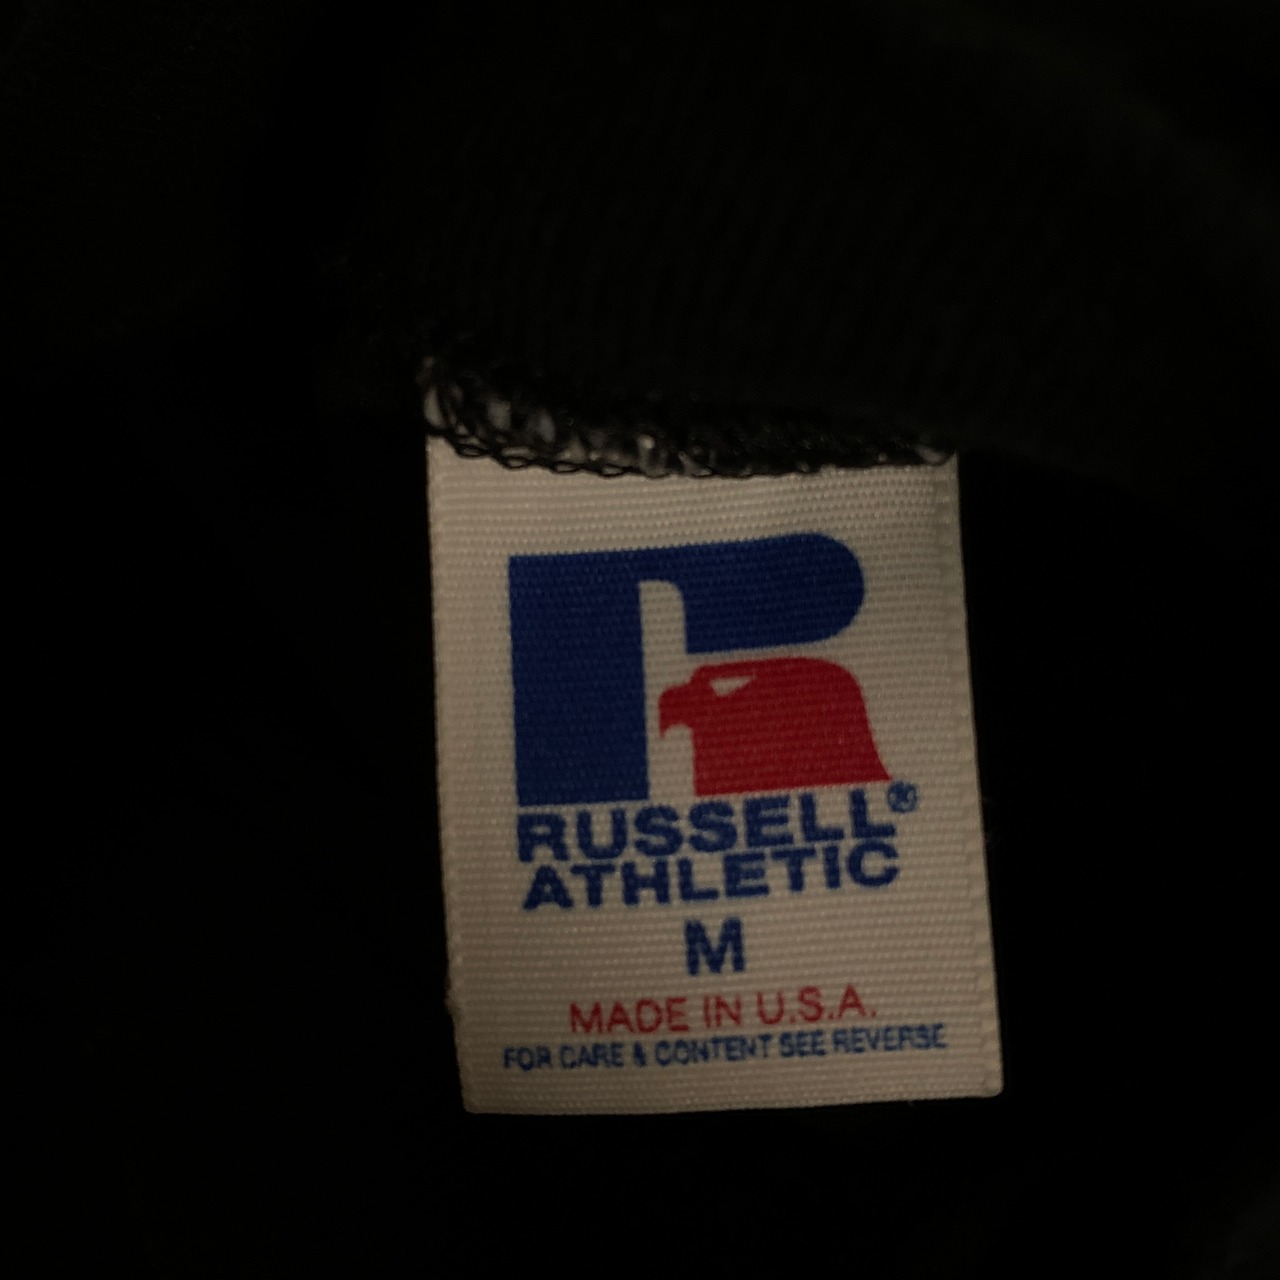 RUSSELL®
ATHLETIC
M
MADE IN U.S.A.
FOR CARE & CONTENT SEE REVERSE